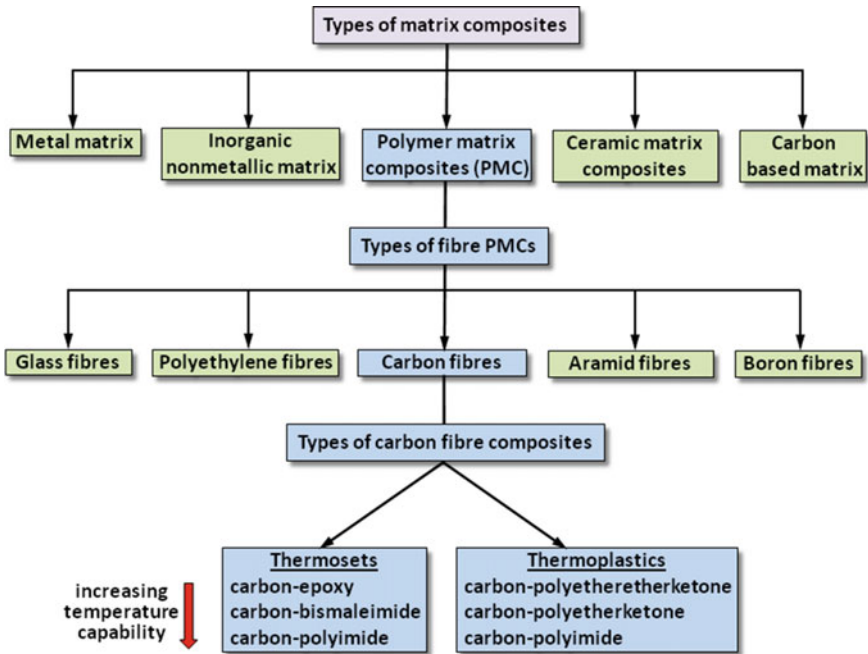 Types of matrix composites
Metal matrix
Inorganic
nonmetallic matrix
Polymer matrix
composites (PMC)
Ceramic matrix
composites
Carbon
based matrix
Types of fibre PMCs
Glass fibres
Polyethylene fibres
Carbon fibres
Aramid fibres
Boron fibres
Types of carbon fibre composites
increasing
temperature
capability
Thermosets
carbon-epoxy
carbon-bismaleimide
carbon-polyimide
Thermoplastics
carbon-polyetheretherketone
carbon-polyetherketone
carbon-polyimide